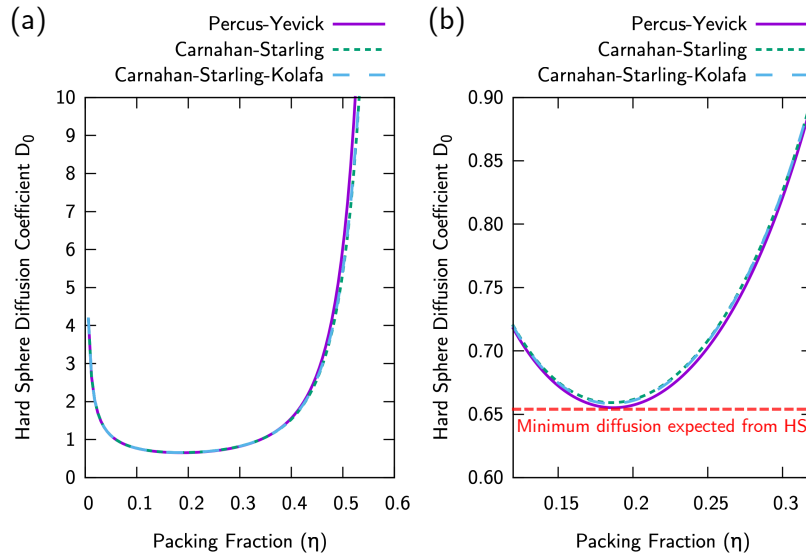 (a)
Percus-Yevick
Carnahan-Starling
Carnahan-Starling-Kolafa
10
9
8
7
6
5
4
3
2
1
0
0
0.1
0.2
0.3
0.4
0.5
0.6
Hard Sphere Diffusion Coefficient D₀
Packing Fraction (η)
(b)
Percus-Yevick
Carnahan-Starling
Carnahan-Starling-Kolafa
0.90
0.85
0.80
0.75
0.70
0.65
0.60
0.15
0.2
0.25
0.3
Hard Sphere Diffusion Coefficient D₀
Minimum diffusion expected from HS
Packing Fraction (η)